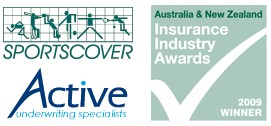 SPORTSCOVER
Active
underwriting specialists
Australia & New Zealand
Insurance
Industry
Awards
2009
WINNER